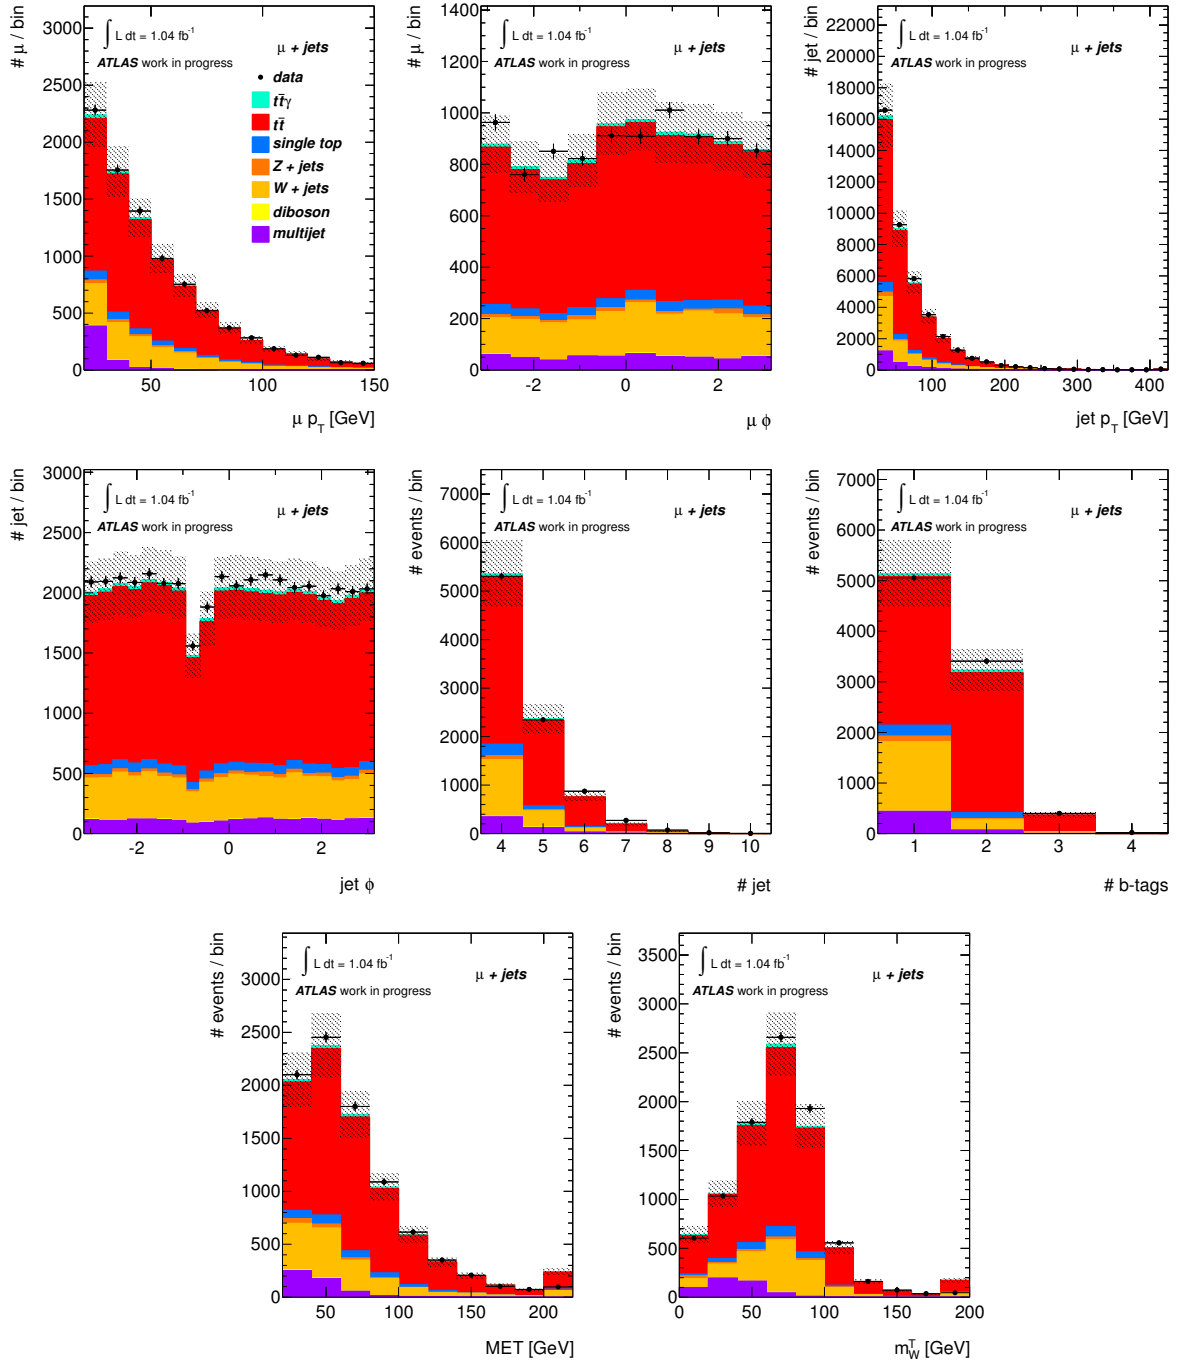 # μ / bin
3000
2500
2000
1500
1000
500
0
50
100
150
μ p_T [GeV]
∫ L dt = 1.04 fb⁻¹
μ + jets
ATLAS work in progress
data
tt̄γ
tt̄
single top
Z + jets
W + jets
diboson
multijet
# μ / bin
1400
1200
1000
800
600
400
200
0
-2
0
2
μ ϕ
∫ L dt = 1.04 fb⁻¹
μ + jets
ATLAS work in progress
# jet / bin
22000
20000
18000
16000
14000
12000
10000
8000
6000
4000
2000
0
100
200
300
400
jet p_T [GeV]
∫ L dt = 1.04 fb⁻¹
μ + jets
ATLAS work in progress
# jet / bin
3000
2500
2000
1500
1000
500
0
-2
0
2
jet ϕ
∫ L dt = 1.04 fb⁻¹
μ + jets
ATLAS work in progress
# events / bin
7000
6000
5000
4000
3000
2000
1000
0
4 5 6 7 8 9 10
# jet
∫ L dt = 1.04 fb⁻¹
μ + jets
ATLAS work in progress
# events / bin
7000
6000
5000
4000
3000
2000
1000
0
1 2 3 4
# b-tags
∫ L dt = 1.04 fb⁻¹
μ + jets
ATLAS work in progress
# events / bin
3000
2500
2000
1500
1000
500
0
50
100
150
200
MET [GeV]
∫ L dt = 1.04 fb⁻¹
μ + jets
ATLAS work in progress
# events / bin
3500
3000
2500
2000
1500
1000
500
0
0 20 40 60 80 100 120 140 160 180 200
m_W^T [GeV]
∫ L dt = 1.04 fb⁻¹
μ + jets
ATLAS work in progress